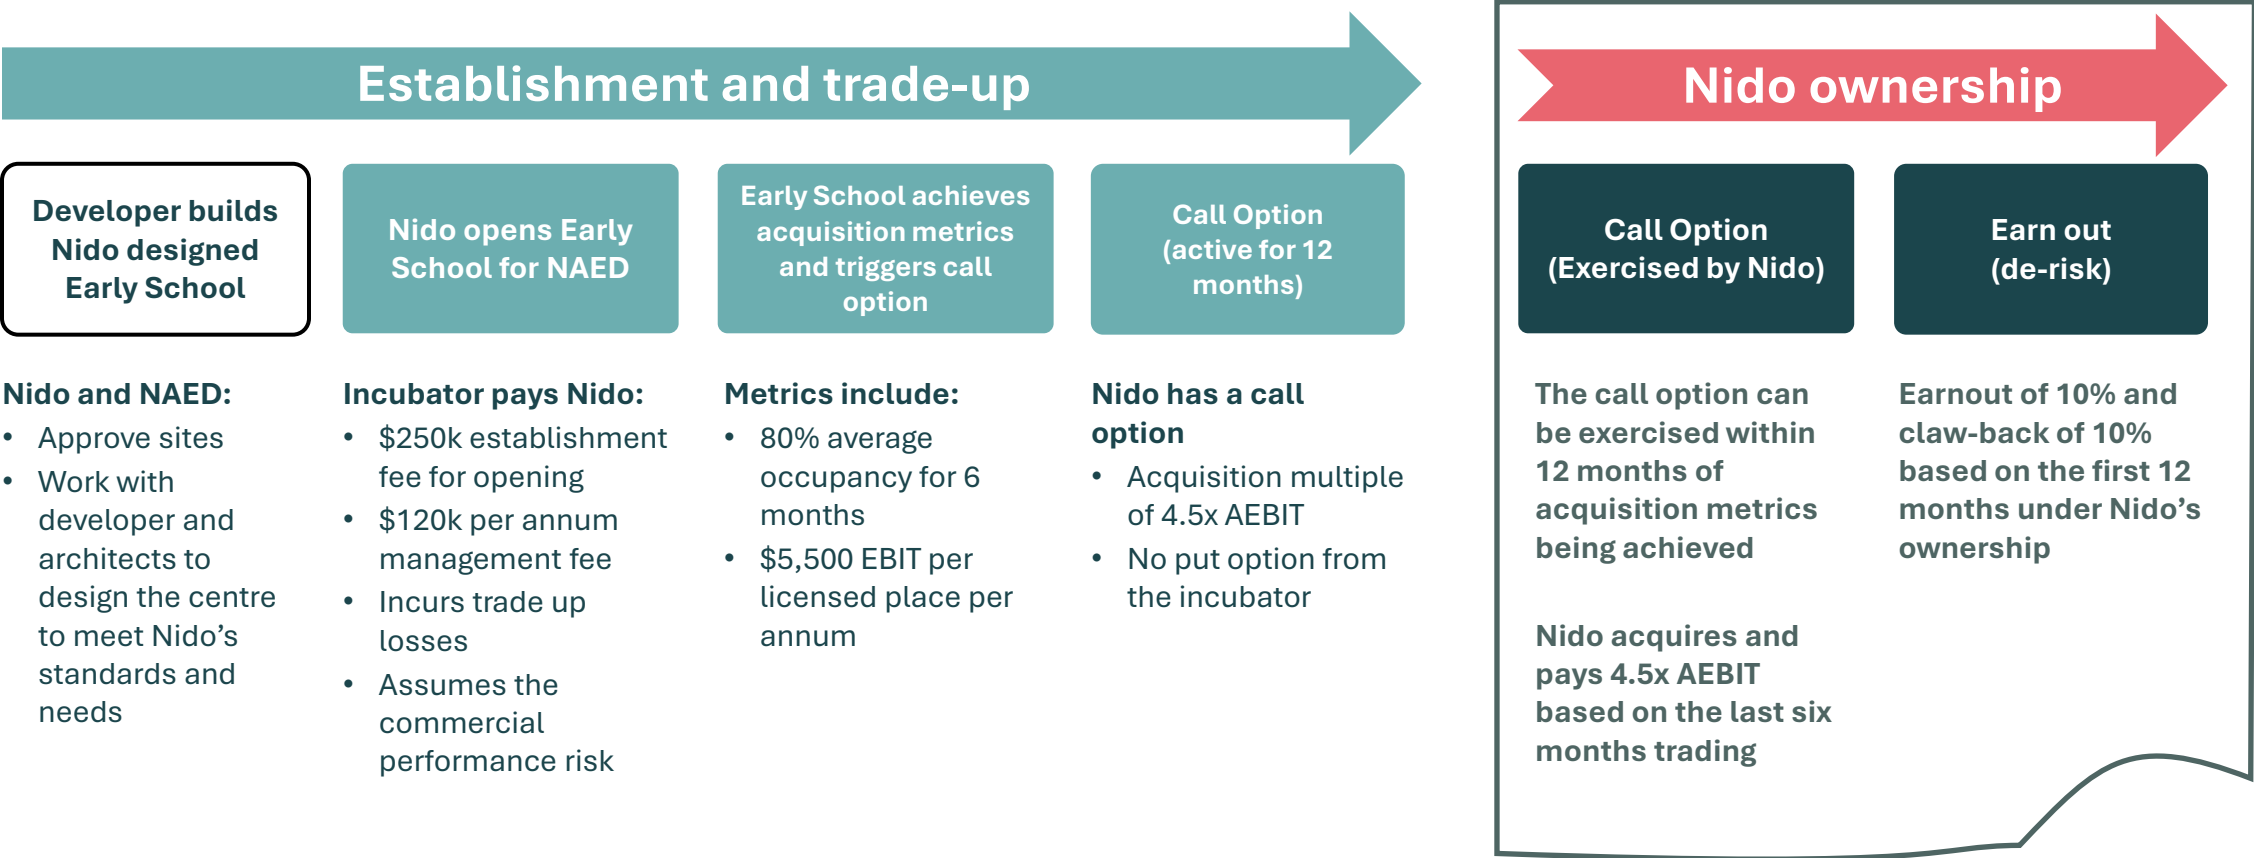 Establishment and trade-up
Nido ownership
Developer builds
Nido designed
Early School
Nido opens Early
School for NAED
Early School achieves
acquisition metrics
and triggers call
option
Call Option
(active for 12
months)
Call Option
(Exercised by Nido)
Earn out
(de-risk)
Nido and NAED:
• Approve sites
• Work with
developer and
architects to
design the centre
to meet Nido’s
standards and
needs
Incubator pays Nido:
• $250k establishment
fee for opening
• $120k per annum
management fee
• Incurs trade up
losses
• Assumes the
commercial
performance risk
Metrics include:
• 80% average
occupancy for 6
months
• $5,500 EBIT per
licensed place per
annum
Nido has a call
option
• Acquisition multiple
of 4.5x AEBIT
• No put option from
the incubator
The call option can
be exercised within
12 months of
acquisition metrics
being achieved
Nido acquires and
pays 4.5x AEBIT
based on the last six
months trading
Earnout of 10% and
claw-back of 10%
based on the first 12
months under Nido’s
ownership